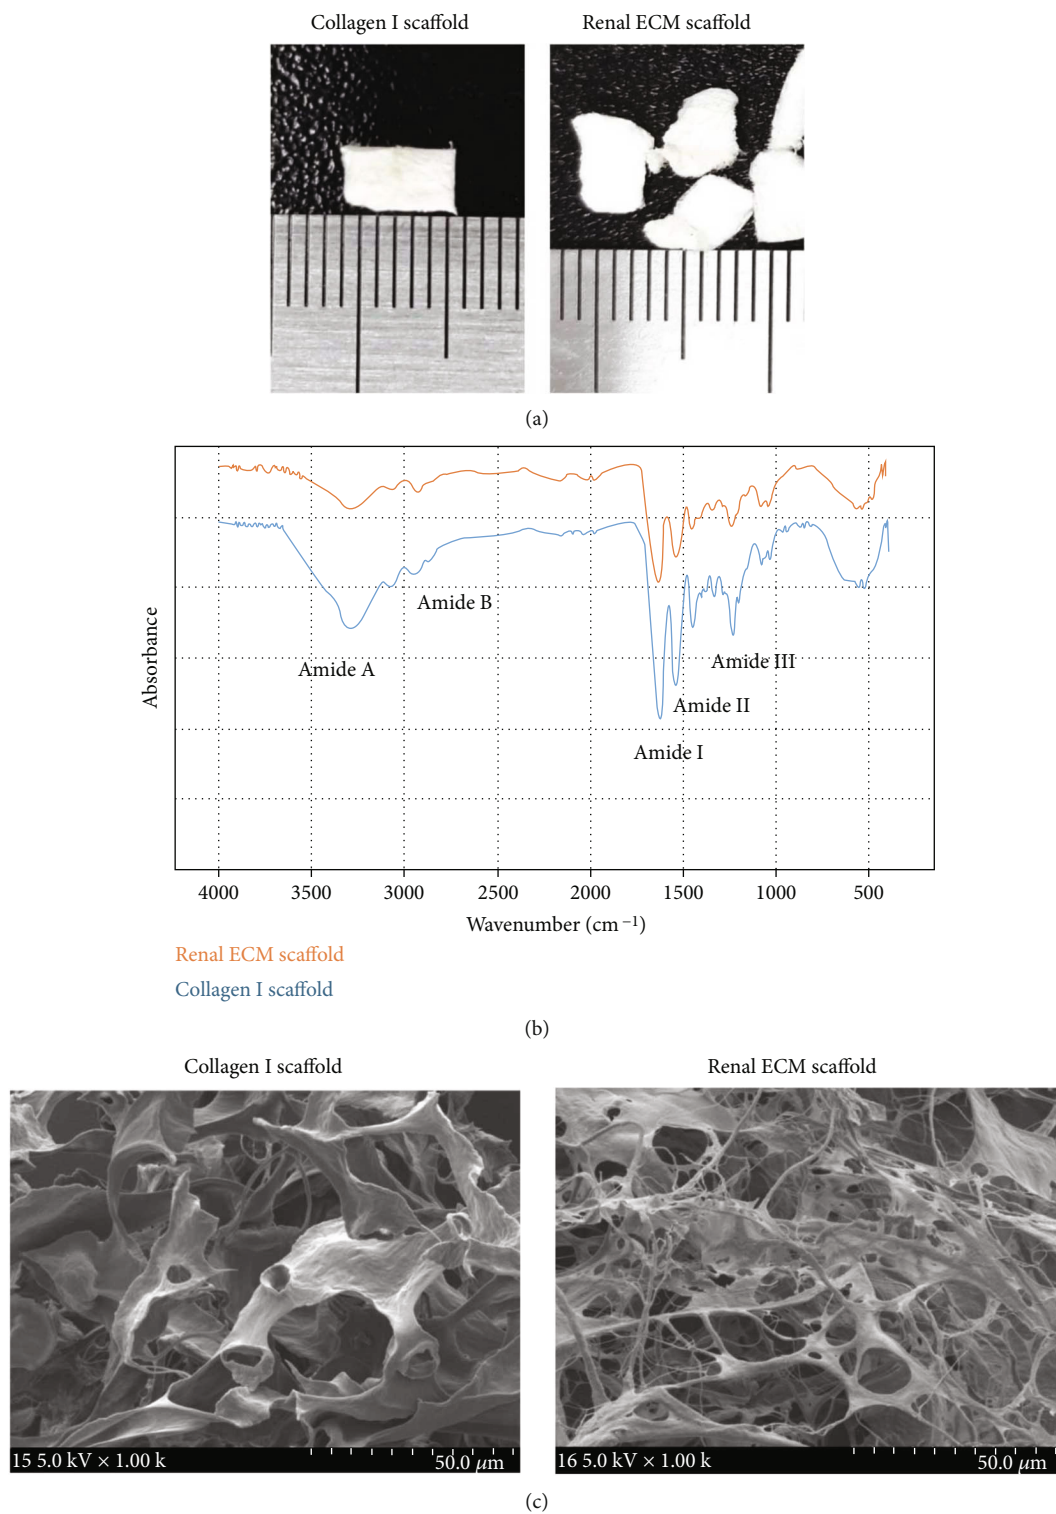 Collagen I scaffold
Renal ECM scaffold
(a)
Absorbance
Amide B
Amide A
Amide III
Amide II
Amide I
4000 3500 3000 2500 2000 1500 1000 500
Wavenumber (cm⁻¹)
Renal ECM scaffold
Collagen I scaffold
(b)
Collagen I scaffold
Renal ECM scaffold
15 5.0 kV × 1.00 k 50.0 μm
16 5.0 kV × 1.00 k 50.0 μm
(c)